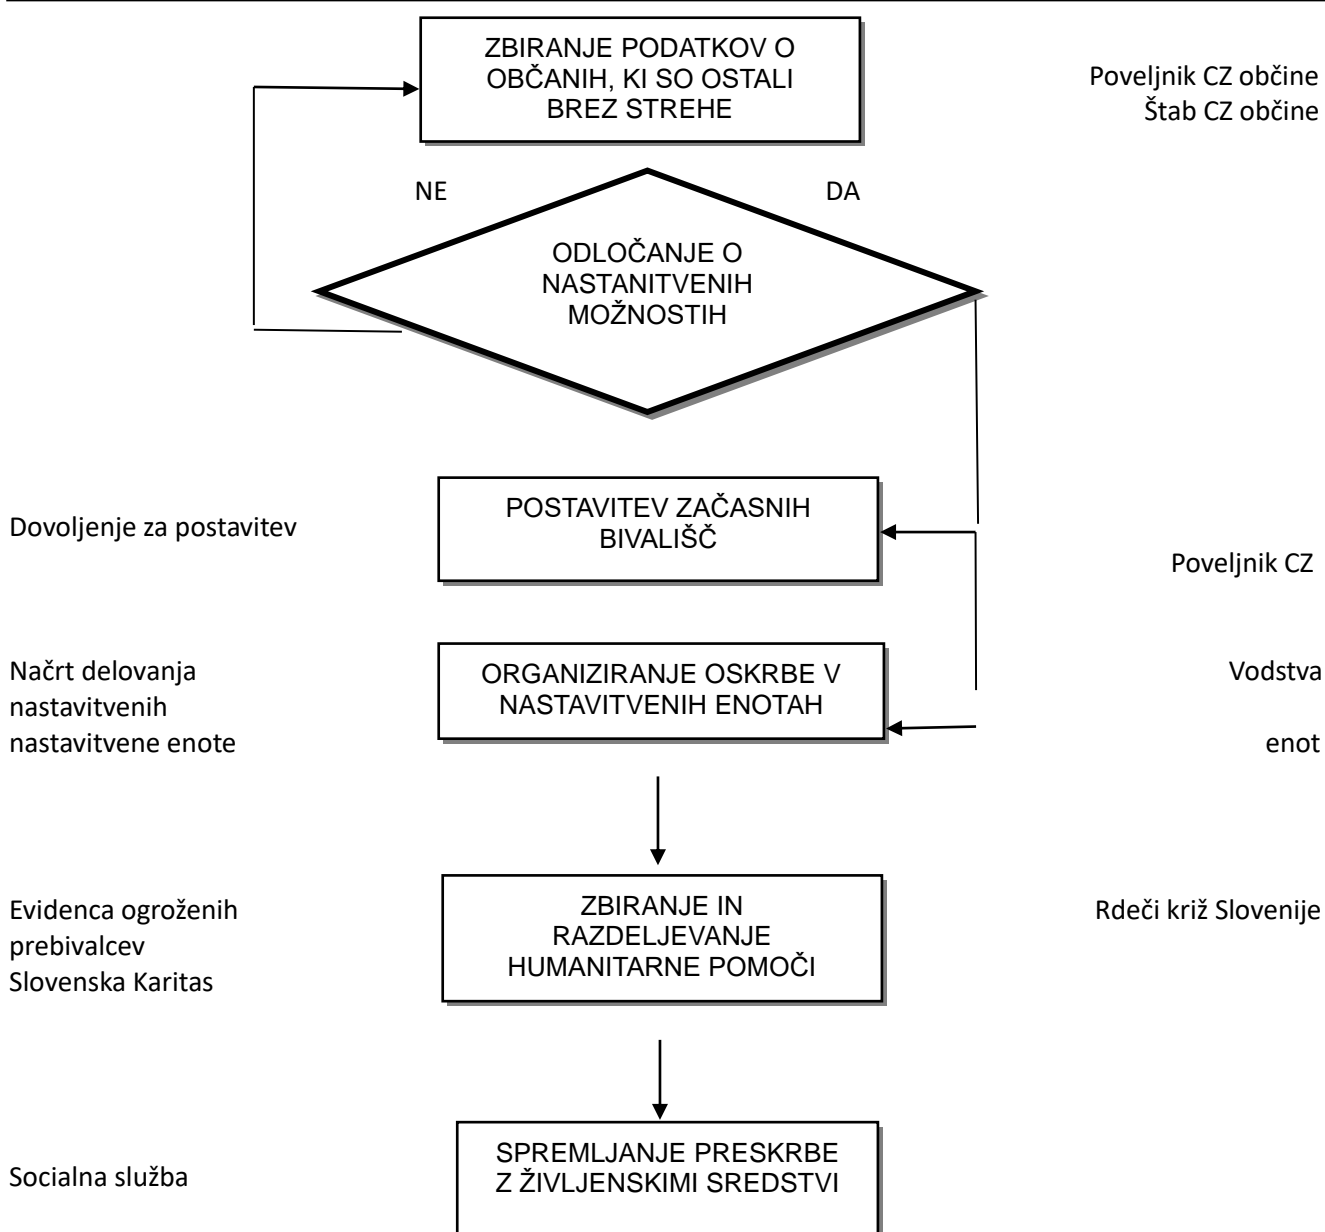 ZBIRANJE PODATKOV O
OBČANIH, KI SO OSTALI
BREZ STREHE
Poveljnik CZ občine
Štab CZ občine
NE
DA
ODLOČANJE O
NASTANITVENIH
MOŽNOSTIH
Dovoljenje za postavitev
POSTAVITEV ZAČASNIH
BIVALIŠČ
Poveljnik CZ
Načrt delovanja
nastavitvenih
nastavitvene enote
ORGANIZIRANJE OSKRBE V
NASTAVITVENIH ENOTAH
Vodstva
enot
Evidenca ogroženih
prebivalcev
Slovenska Karitas
ZBIRANJE IN
RAZDELJEVANJE
HUMANITARNE POMOČI
Rdeči križ Slovenije
Socialna služba
SPREMLJANJE PRESKRBE
Z ŽIVLJENSKIMI SREDSTVI